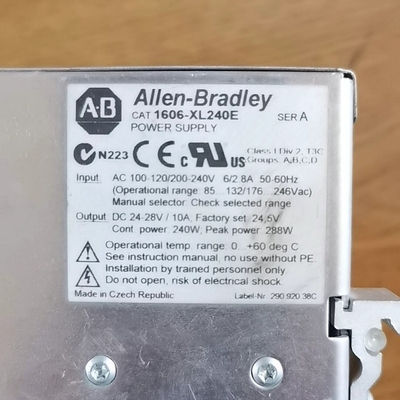 A·B Allen-Bradley
CAT 1606-XL240E SER A
POWER SUPPLY
N223 CE c UR US Class I Div 2, T3C
Groups: A,B,C,D
Input: AC 100-120/200-240V 6/2.8A 50-60Hz
(Operational range: 85...132/176...246Vac)
Manual selector: Check selected range
Output: DC 24-28V / 10A, Factory set. 24,5V
Cont. power: 240W, Peak power: 288W
Operational temp. range: 0...+60 deg C
See instruction manual, no use without PE.
Installation by trained personnel only
Do not open, risk of electrical shock.
Made in Czech Republic Label-Nr. 290.920.38C